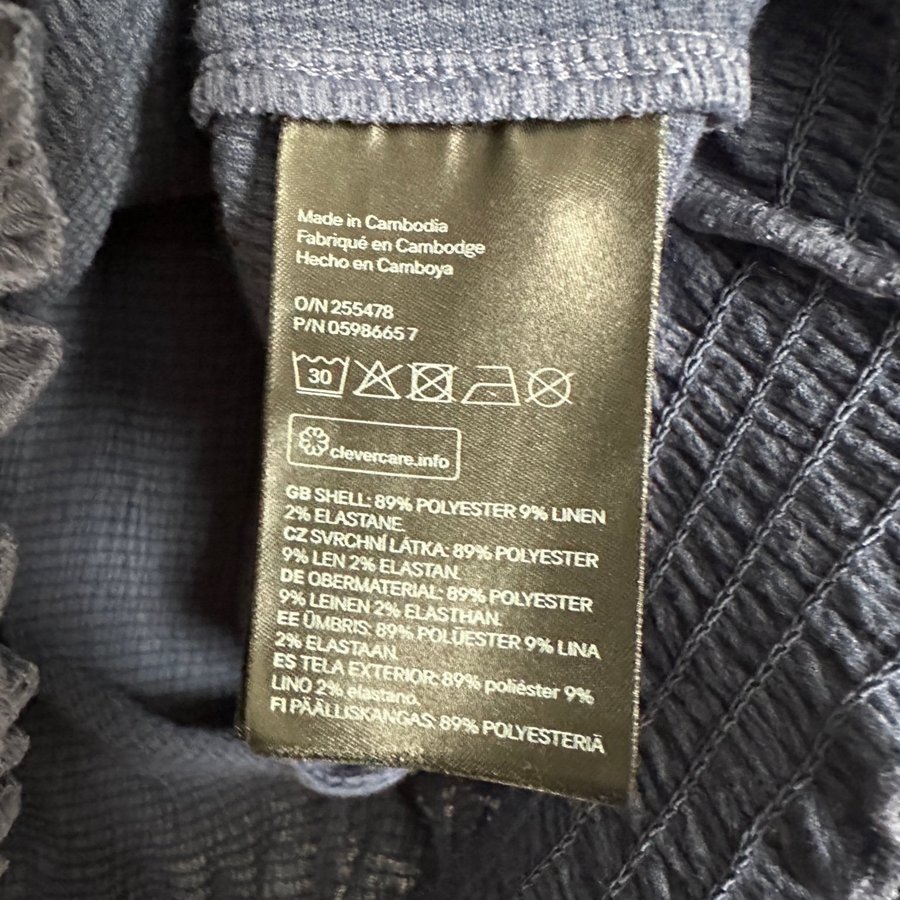 Made in Cambodia
Fabriqué en Cambodge
Hecho en Camboya
O/N 255478
P/N 0598665 7
30
clevercare.info
GB SHELL: 89% POLYESTER 9% LINEN
2% ELASTANE.
CZ SVRCHNÍ LÁTKA: 89% POLYESTER
9% LEN 2% ELASTAN.
DE OBERMATERIAL: 89% POLYESTER
9% LEINEN 2% ELASTHAN.
EE ÜMBRIS: 89% POLÜESTER 9% LINA
2% ELASTAAN.
ES TELA EXTERIOR: 89% poliéster 9%
LINO 2% elastano.
FI PÄÄLLISKANGAS: 89% POLYESTERIÄ